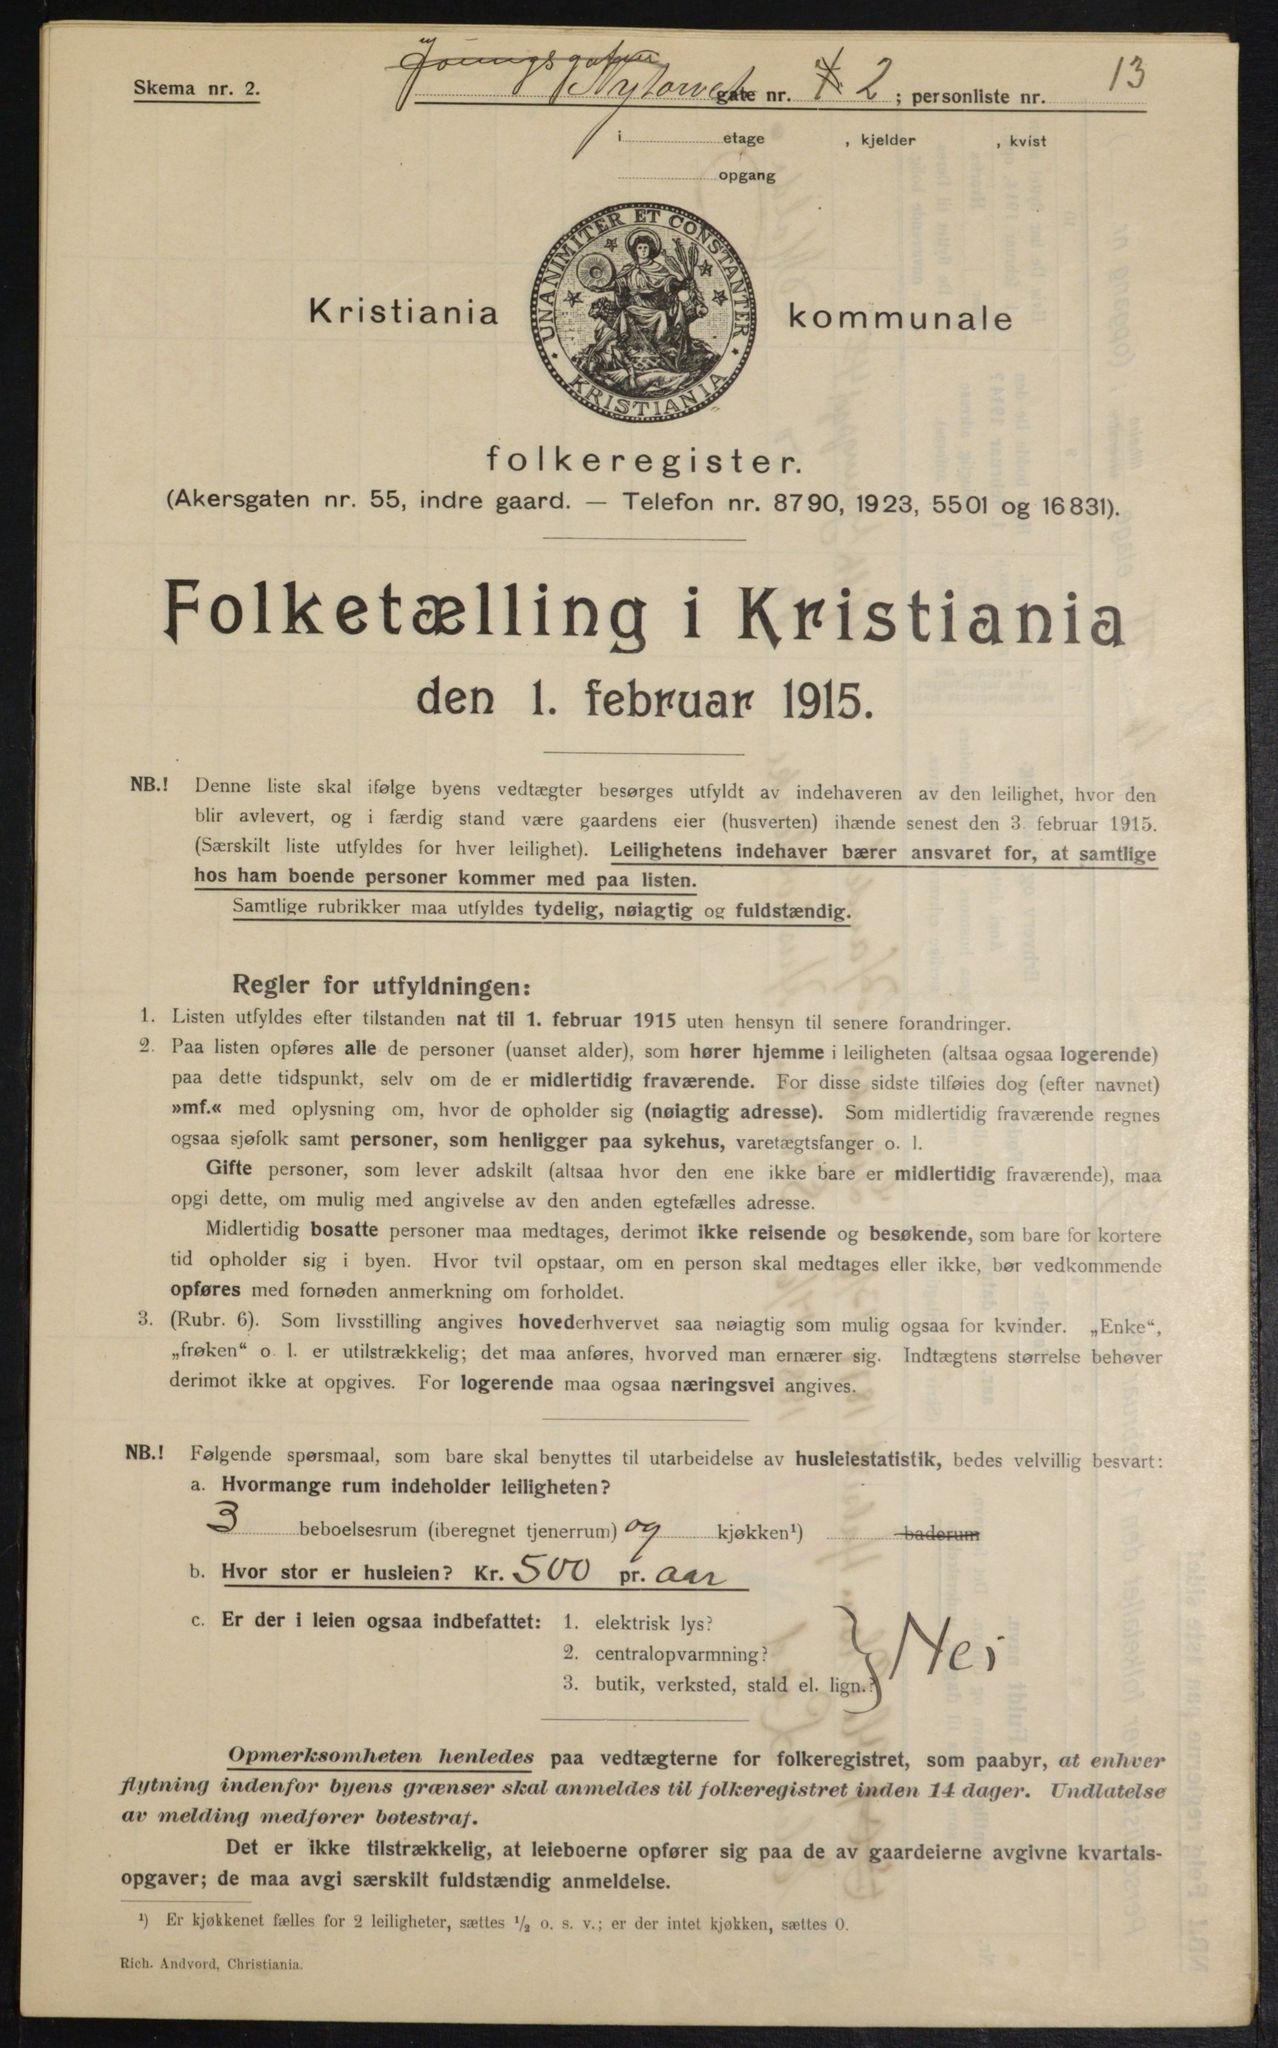 Skema nr. 2.
Youngsgaten Nytorvet gate nr. 2 ; personliste nr. 13
i etage , kjelder , kvist
opgang
UNANIMITER ET CONSTANTER
KRISTIANIA
Kristiania kommunale
folkeregister.
(Akersgaten nr. 55, indre gaard. — Telefon nr. 8790, 1923, 5501 og 16831).
Folketælling i Kristiania
den 1. februar 1915.
NB.! Denne liste skal ifølge byens vedtægter besørges utfyldt av indehaveren av den leilighet, hvor den
blir avlevert, og i færdig stand være gaardens eier (husverten) ihænde senest den 3. februar 1915.
(Særskilt liste utfyldes for hver leilighet). Leilighetens indehaver bærer ansvaret for, at samtlige
hos ham boende personer kommer med paa listen.
Samtlige rubrikker maa utfyldes tydelig, nøiagtig og fuldstændig.
Regler for utfyldningen:
1. Listen utfyldes efter tilstanden nat til 1. februar 1915 uten hensyn til senere forandringer.
2. Paa listen opføres alle de personer (uanset alder), som hører hjemme i leiligheten (altsaa ogsaa logerende)
paa dette tidspunkt, selv om de er midlertidig fraværende. For disse sidste tilføies dog (efter navnet)
»mf.« med oplysning om, hvor de opholder sig (nøiagtig adresse). Som midlertidig fraværende regnes
ogsaa sjøfolk samt personer, som henligger paa sykehus, varetægtsfanger o. l.
Gifte personer, som lever adskilt (altsaa hvor den ene ikke bare er midlertidig fraværende), maa
opgi dette, om mulig med angivelse av den anden egtefælles adresse.
Midlertidig bosatte personer maa medtages, derimot ikke reisende og besøkende, som bare for kortere
tid opholder sig i byen. Hvor tvil opstaar, om en person skal medtages eller ikke, bør vedkommende
opføres med fornøden anmerkning om forholdet.
3. (Rubr. 6). Som livsstilling angives hovederhvervet saa nøiagtig som mulig ogsaa for kvinder. „Enke“,
„frøken“ o. l. er utilstrækkelig; det maa anføres, hvorved man ernærer sig. Indtægtens størrelse behøver
derimot ikke at opgives. For logerende maa ogsaa næringsvei angives.
NB.! Følgende spørsmaal, som bare skal benyttes til utarbeidelse av husleiestatistik, bedes velvillig besvart:
a. Hvormange rum indeholder leiligheten?
3 beboelsesrum (iberegnet tjenerrum) og kjøkken¹) baderum
b. Hvor stor er husleien? Kr. 500 pr. aar
c. Er der i leien ogsaa indbefattet: 1. elektrisk lys?
2. centralopvarmning?
3. butik, verksted, stald el. lign.?
Nei
Opmerksomheten henledes paa vedtægterne for folkeregistret, som paabyr, at enhver
flytning indenfor byens grænser skal anmeldes til folkeregistret inden 14 dager. Undlatelse
av melding medfører botestraf.
Det er ikke tilstrækkelig, at leieboerne opfører sig paa de av gaardeierne avgivne kvartals-
opgaver; de maa avgi særskilt fuldstændig anmeldelse.
¹) Er kjøkkenet fælles for 2 leiligheter, sættes ½ o. s. v.; er der intet kjøkken, sættes 0.
Rich. Andvord, Christiania.